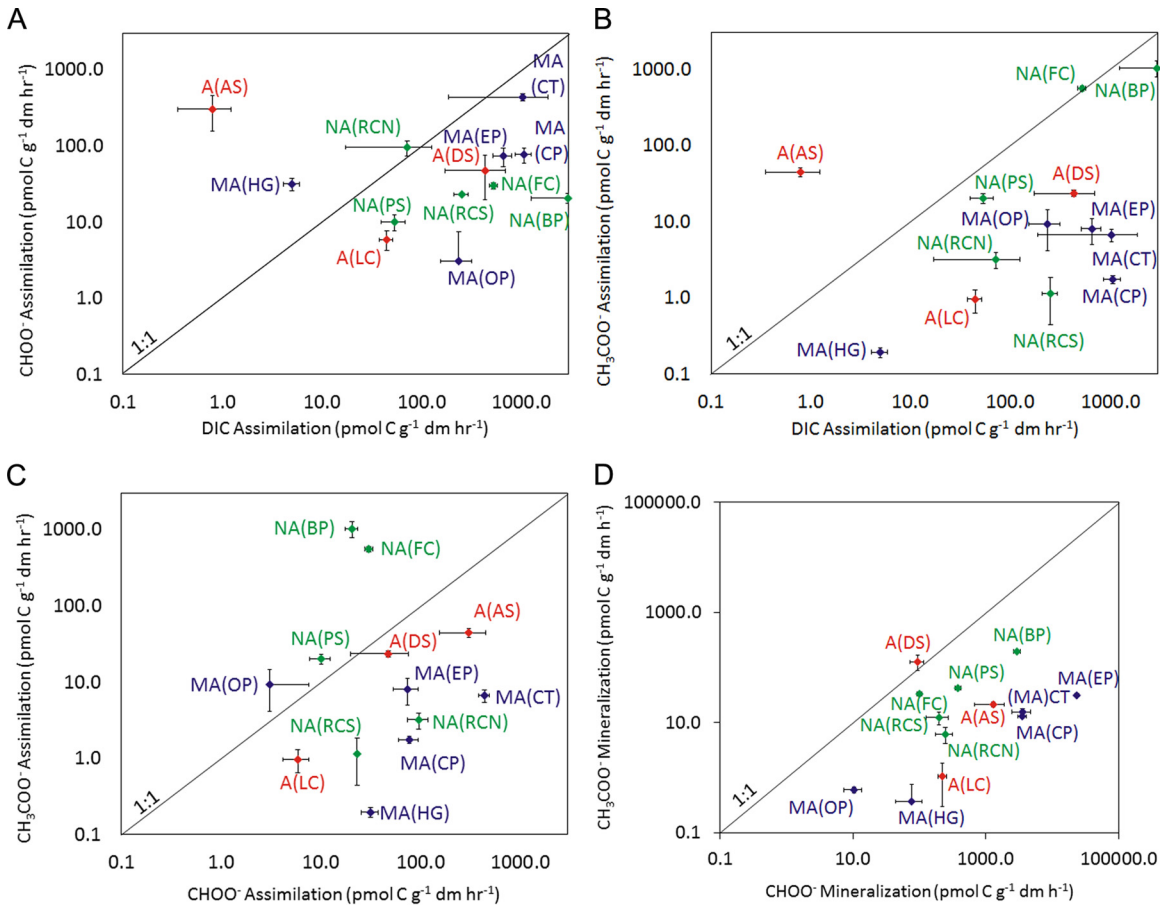 A
CHOO⁻ Assimilation (pmol C g⁻¹ dm hr⁻¹)
1000.0
100.0
10.0
1.0
0.1
A(AS)
MA
(CT)
NA(RCN)
MA(EP)
MA
(CP)
A(DS)
MA(HG)
NA(FC)
NA(PS)
NA(RCS)
NA(BP)
A(LC)
MA(OP)
1:1
0.1
1.0
10.0
100.0
1000.0
DIC Assimilation (pmol C g⁻¹ dm hr⁻¹)
B
CH₃COO⁻ Assimilation (pmol C g⁻¹ dm hr⁻¹)
1000.0
100.0
10.0
1.0
0.1
NA(FC)
NA(BP)
A(AS)
A(DS)
NA(PS)
MA(OP)
MA(EP)
NA(RCN)
MA(CT)
MA(CP)
A(LC)
NA(RCS)
MA(HG)
1:1
0.1
1.0
10.0
100.0
1000.0
DIC Assimilation (pmol C g⁻¹ dm hr⁻¹)
C
CH₃COO⁻ Assimilation (pmol C g⁻¹ dm hr⁻¹)
1000.0
100.0
10.0
1.0
0.1
NA(BP)
NA(FC)
A(AS)
NA(PS)
A(DS)
MA(OP)
MA(EP)
MA(CT)
NA(RCS)
NA(RCN)
MA(CP)
A(LC)
MA(HG)
1:1
0.1
1.0
10.0
100.0
1000.0
CHOO⁻ Assimilation (pmol C g⁻¹ dm hr⁻¹)
D
CH₃COO⁻ Mineralization (pmol C g⁻¹ dm h⁻¹)
100000.0
1000.0
10.0
0.1
A(DS)
NA(BP)
NA(PS)
MA(EP)
NA(FC)
(MA)CT
NA(RCS)
A(AS)
MA(CP)
NA(RCN)
A(LC)
MA(OP)
MA(HG)
1:1
0.1
10.0
1000.0
100000.0
CHOO⁻ Mineralization (pmol C g⁻¹ dm h⁻¹)